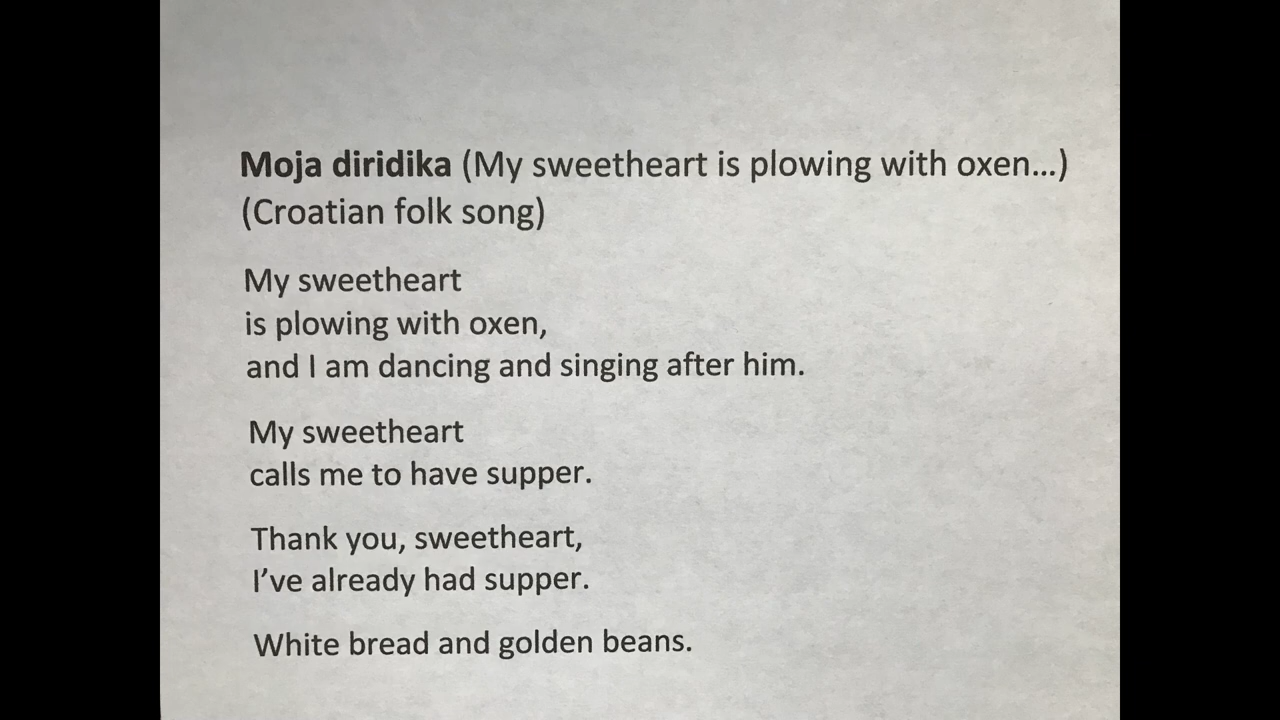 Moja diridika (My sweetheart is plowing with oxen...)
(Croatian folk song)
My sweetheart
is plowing with oxen,
and I am dancing and singing after him.
My sweetheart
calls me to have supper.
Thank you, sweetheart,
I’ve already had supper.
White bread and golden beans.